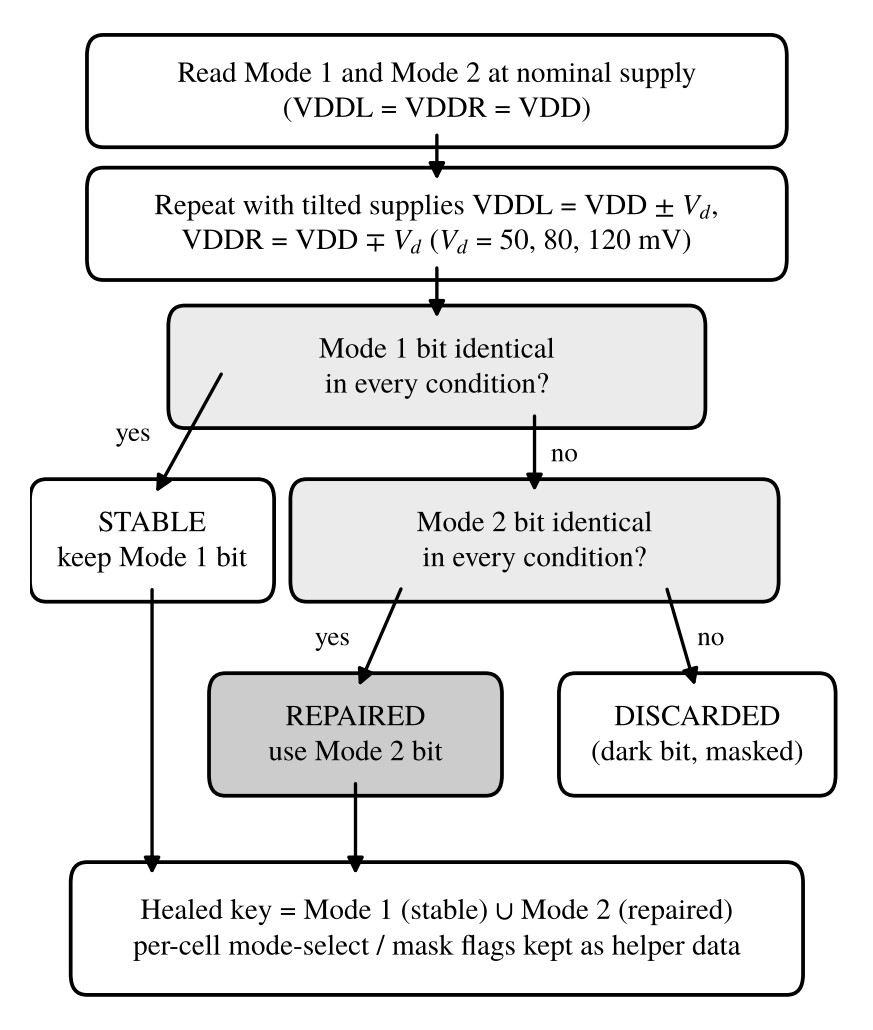 Read Mode 1 and Mode 2 at nominal supply
(VDDL = VDDR = VDD)
Repeat with tilted supplies VDDL = VDD ± V_d,
VDDR = VDD ∓ V_d (V_d = 50, 80, 120 mV)
Mode 1 bit identical
in every condition?
yes
no
STABLE
keep Mode 1 bit
Mode 2 bit identical
in every condition?
yes
no
REPAIRED
use Mode 2 bit
DISCARDED
(dark bit, masked)
Healed key = Mode 1 (stable) ∪ Mode 2 (repaired)
per-cell mode-select / mask flags kept as helper data